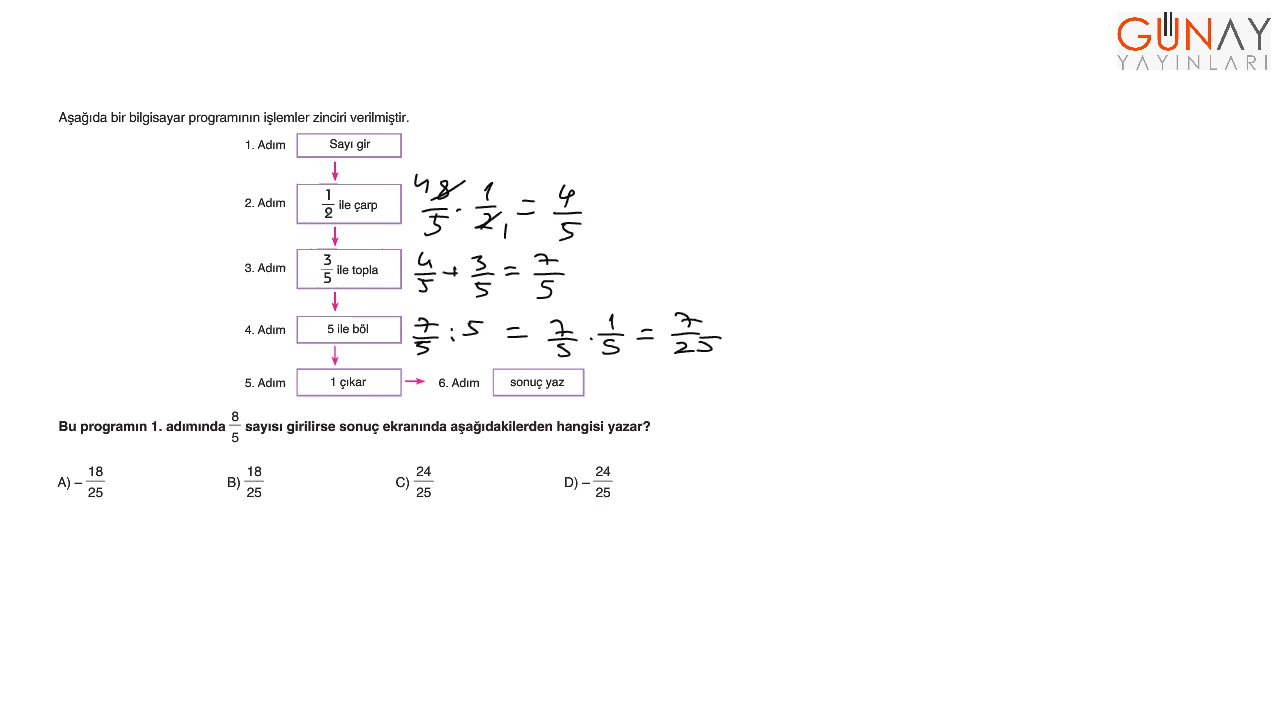 GÜNAY
YAYINLARI
Aşağıda bir bilgisayar programının işlemler zinciri verilmiştir.
1. Adım Sayı gir
2. Adım 1/2 ile çarp 4 8/5 · 1/2 1 = 4/5
3. Adım 3/5 ile topla 4/5 + 3/5 = 7/5
4. Adım 5 ile böl 7/5 : 5 = 7/5 · 1/5 = 7/25
5. Adım 1 çıkar 6. Adım sonuç yaz
Bu programın 1. adımında 8/5 sayısı girilirse sonuç ekranında aşağıdakilerden hangisi yazar?
A) – 18/25 B) 18/25 C) 24/25 D) – 24/25